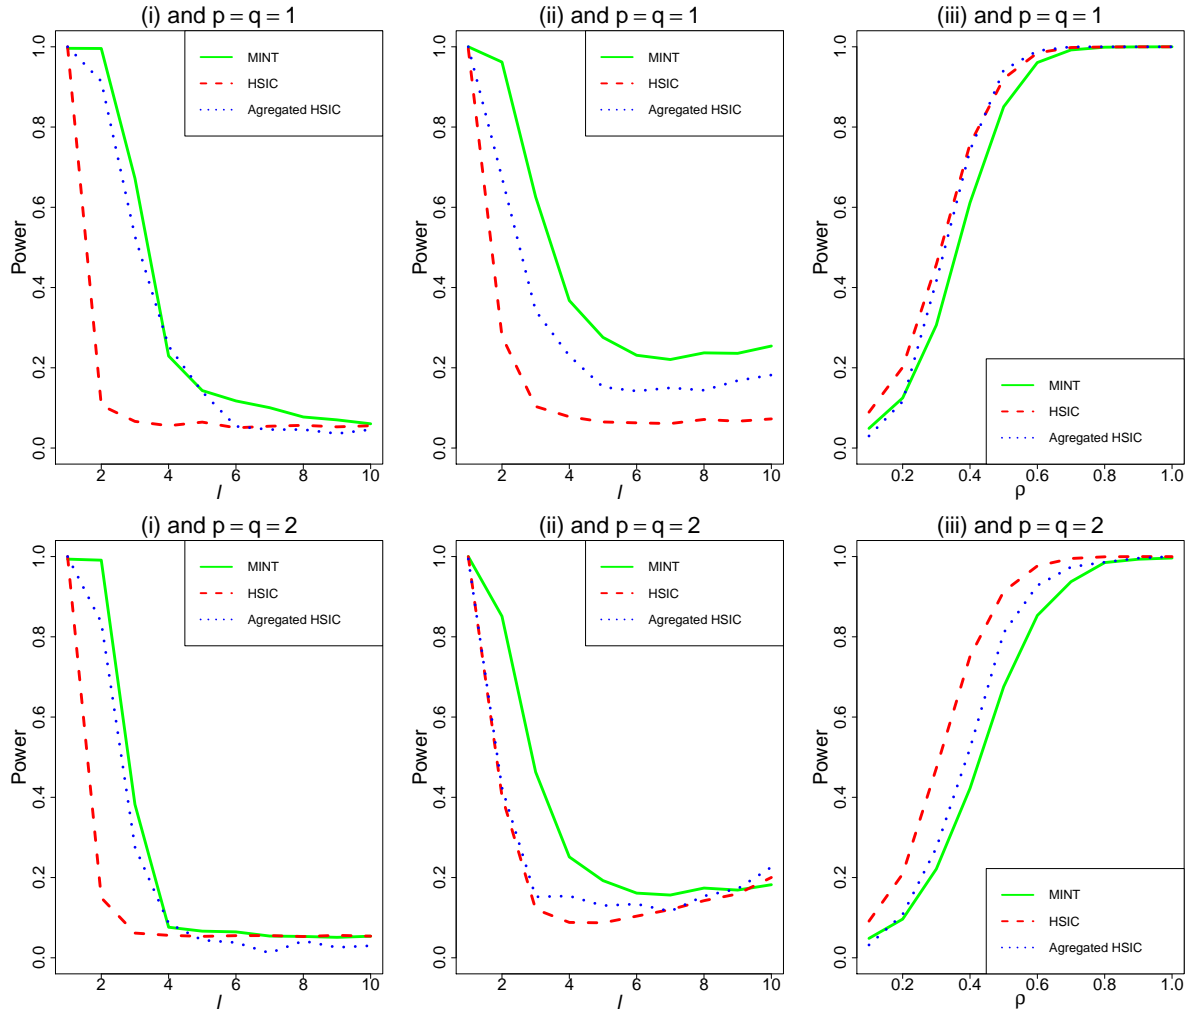 (i) and p = q = 1
Power
0.0 0.2 0.4 0.6 0.8 1.0
MINT
HSIC
Agregated HSIC
2 4 6 8 10
l
(ii) and p = q = 1
Power
0.0 0.2 0.4 0.6 0.8 1.0
MINT
HSIC
Agregated HSIC
2 4 6 8 10
l
(iii) and p = q = 1
Power
0.0 0.2 0.4 0.6 0.8 1.0
MINT
HSIC
Agregated HSIC
0.2 0.4 0.6 0.8 1.0
ρ
(i) and p = q = 2
Power
0.0 0.2 0.4 0.6 0.8 1.0
MINT
HSIC
Agregated HSIC
2 4 6 8 10
l
(ii) and p = q = 2
Power
0.0 0.2 0.4 0.6 0.8 1.0
MINT
HSIC
Agregated HSIC
2 4 6 8 10
l
(iii) and p = q = 2
Power
0.0 0.2 0.4 0.6 0.8 1.0
MINT
HSIC
Agregated HSIC
0.2 0.4 0.6 0.8 1.0
ρ